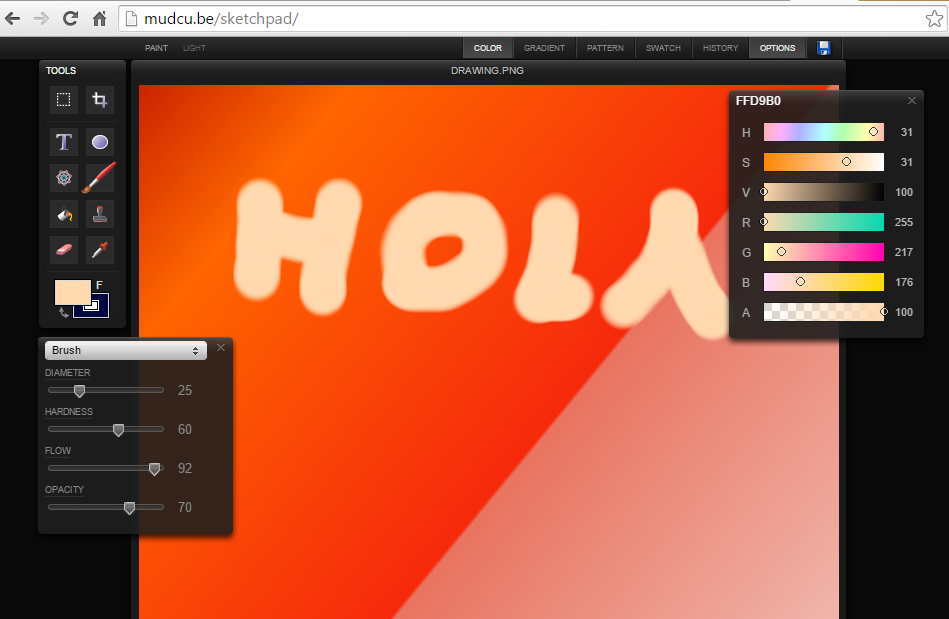 mudcu.be/sketchpad/
PAINT LIGHT COLOR GRADIENT PATTERN SWATCH HISTORY OPTIONS
TOOLS
DRAWING.PNG
FFD9B0
H 31
S 31
V 100
R 255
G 217
B 176
A 100
T
F
HOLA
Brush
DIAMETER
25
HARDNESS
60
FLOW
92
OPACITY
70